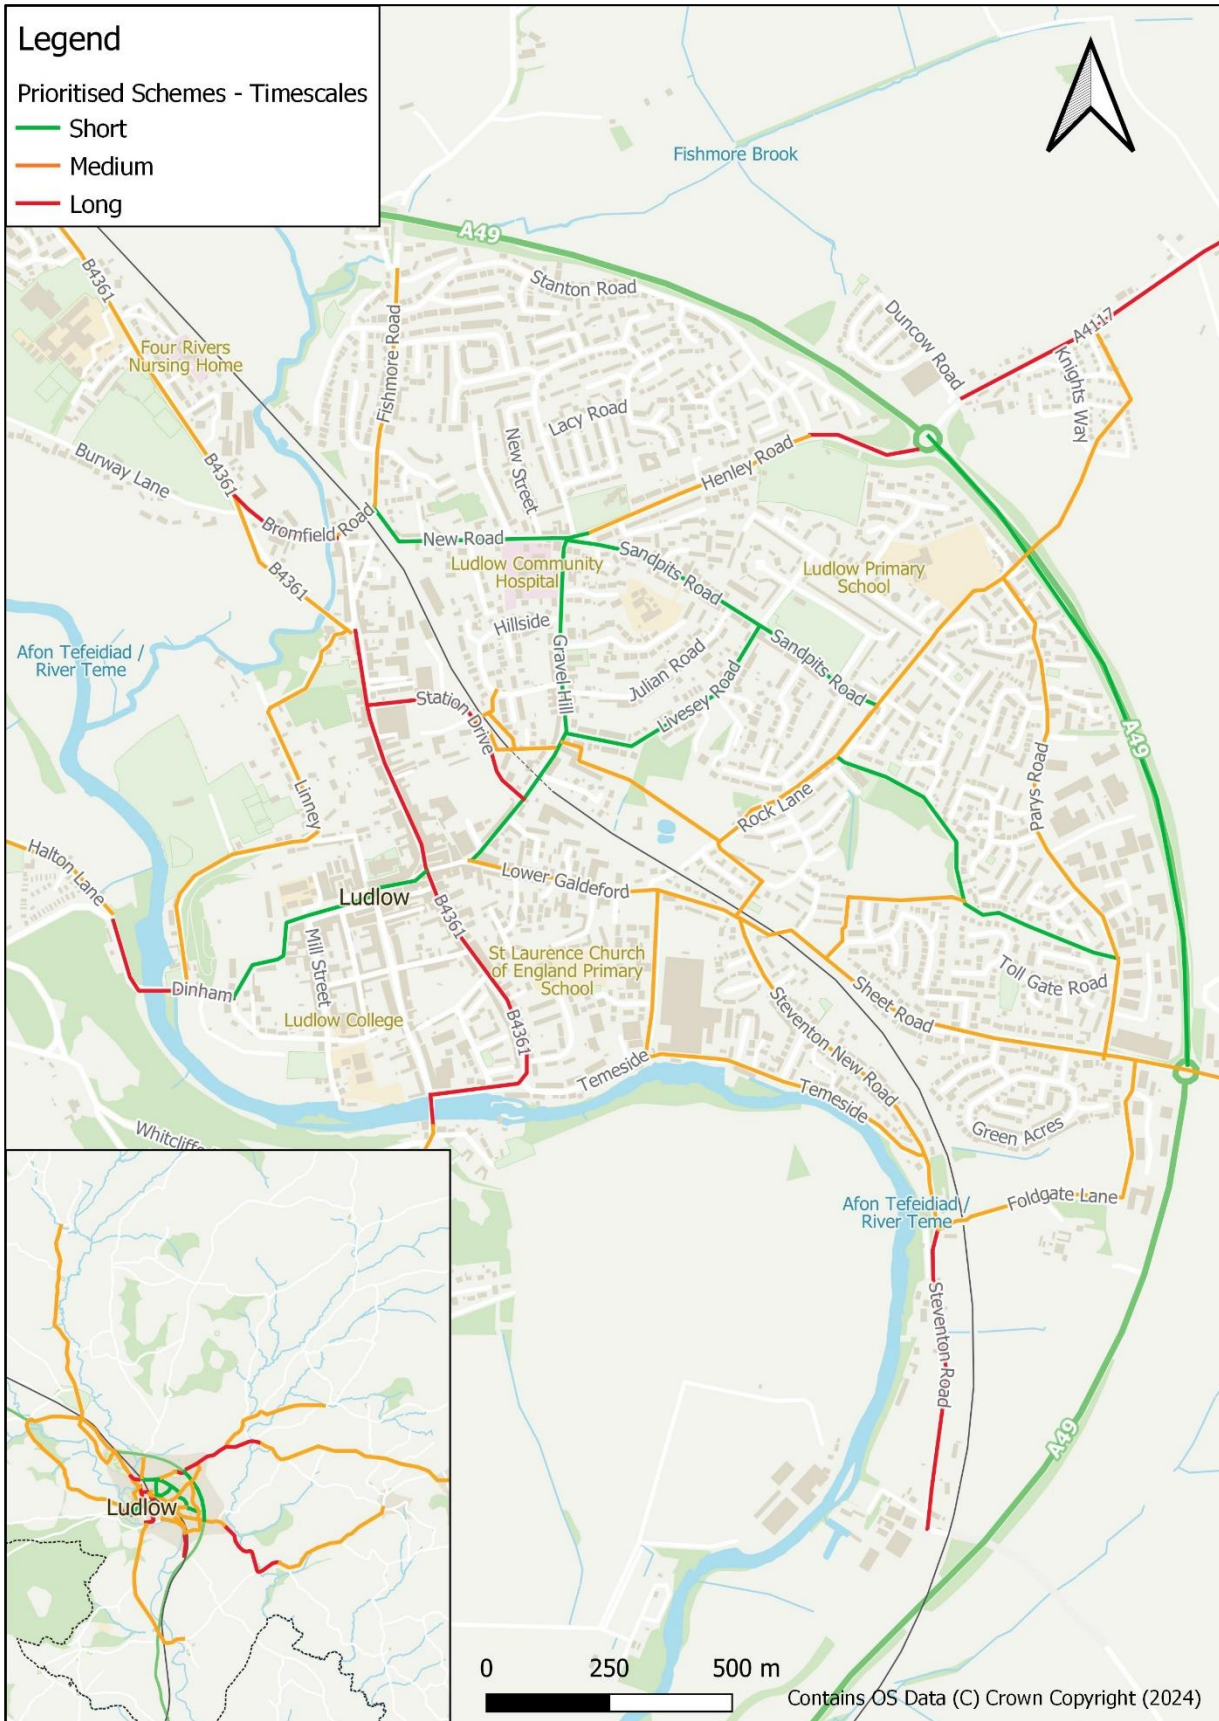 Legend
Prioritised Schemes - Timescales
Short
Medium
Long
Fishmore Brook
A49
Stanton Road
B4361
Four Rivers
Nursing Home
Fishmore Road
Duncow Road
A4117
Knights Way
Lacy Road
New Street
Henley Road
Burway Lane
B4361
Bromfield Road
New Road
Ludlow Community
Hospital
Sandpits Road
Ludlow Primary
School
B4361
Hillside
Gravel Hill
Julian Road
Sandpits Road
Afon Tefeidiad /
River Teme
Station Drive
Livesey Road
A49
Parys Road
Linney
Rock Lane
Halton Lane
Lower Galdeford
Ludlow
B4361
Mill Street
St Laurence Church
of England Primary
School
Toll Gate Road
Dinham
Sheet Road
Ludlow College
B4361
Steventon New Road
Temeside
Temeside
Green Acres
Whitcliffe
Afon Tefeidiad /
River Teme
Foldgate Lane
Steventon Road
A49
Ludlow
0 250 500 m
Contains OS Data (C) Crown Copyright (2024)